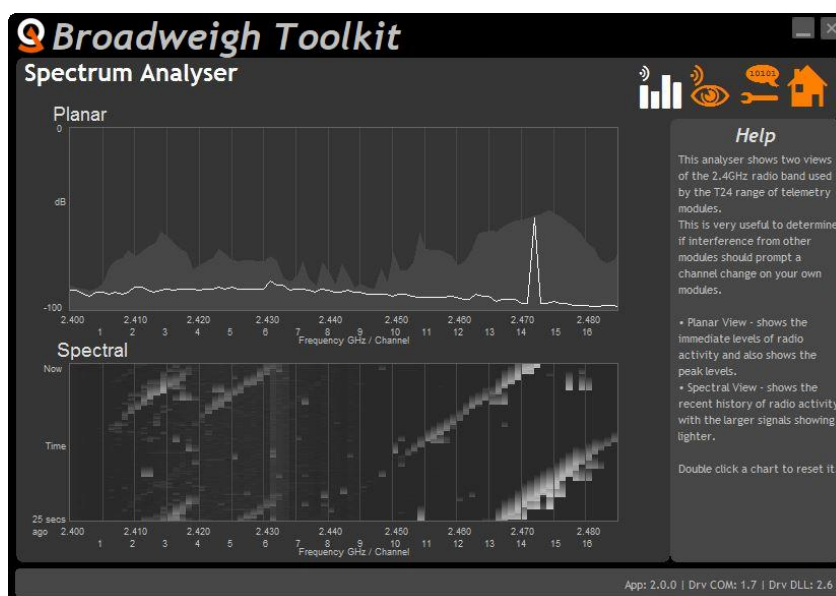 Broadweigh Toolkit
Spectrum Analyser
10101
Planar
0
dB
-100
2.400 2.410 2.420 2.430 2.440 2.450 2.460 2.470 2.480
1 2 3 4 5 6 7 8 9 10 11 12 13 14 15 16
Frequency GHz / Channel
Spectral
Now
Time
25 secs
ago
2.400 2.410 2.420 2.430 2.440 2.450 2.460 2.470 2.480
1 2 3 4 5 6 7 8 9 10 11 12 13 14 15 16
Frequency GHz / Channel
Help
This analyser shows two views
of the 2.4GHz radio band used
by the T24 range of telemetry
modules.
This is very useful to determine
if interference from other
modules should prompt a
channel change on your own
modules.
• Planar View - shows the
immediate levels of radio
activity and also shows the
peak levels.
• Spectral View - shows the
recent history of radio activity
with the larger signals showing
lighter.
Double click a chart to reset it
App: 2.0.0 | Drv COM: 1.7 | Drv DLL: 2.6